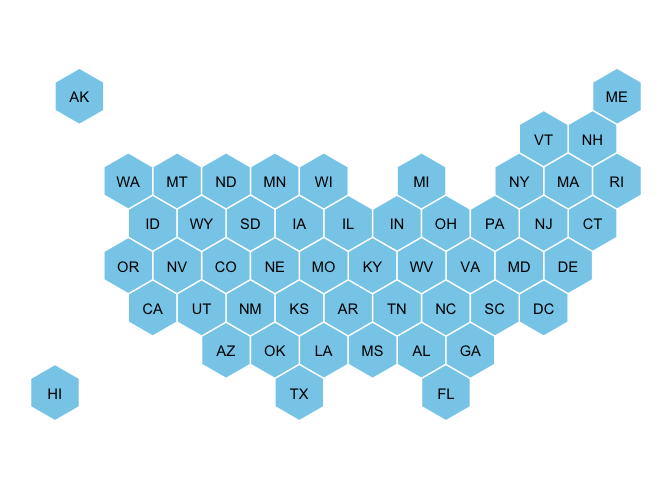 AK ME
VT NH
WA MT ND MN WI MI NY MA RI
ID WY SD IA IL IN OH PA NJ CT
OR NV CO NE MO KY WV VA MD DE
CA UT NM KS AR TN NC SC DC
AZ OK LA MS AL GA
HI TX FL